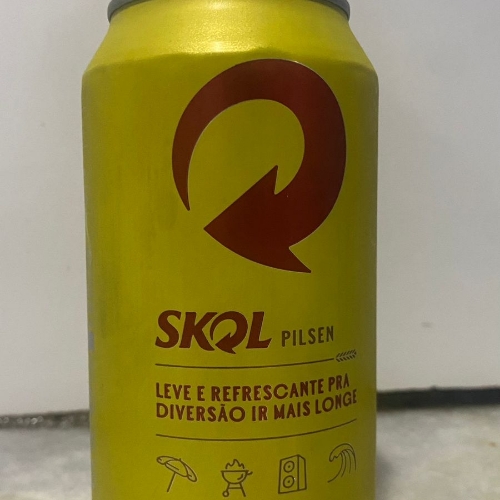 SKOL PILSEN
LEVE E REFRESCANTE PRA
DIVERSÃO IR MAIS LONGE